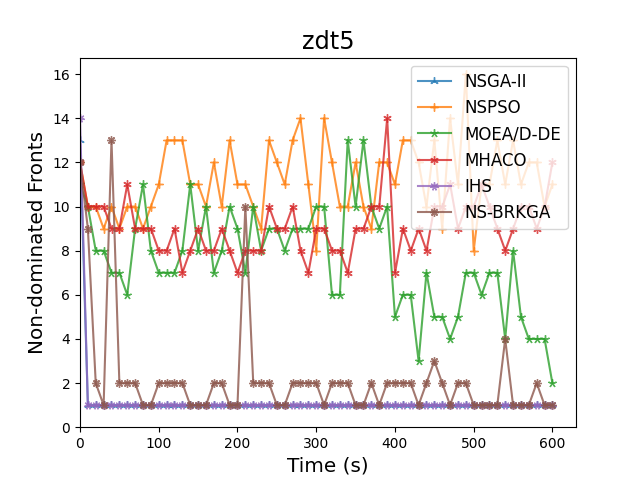 zdt5
Non-dominated Fronts
16
14
12
10
8
6
4
2
0
NSGA-II
NSPSO
MOEA/D-DE
MHACO
IHS
NS-BRKGA
0 100 200 300 400 500 600
Time (s)